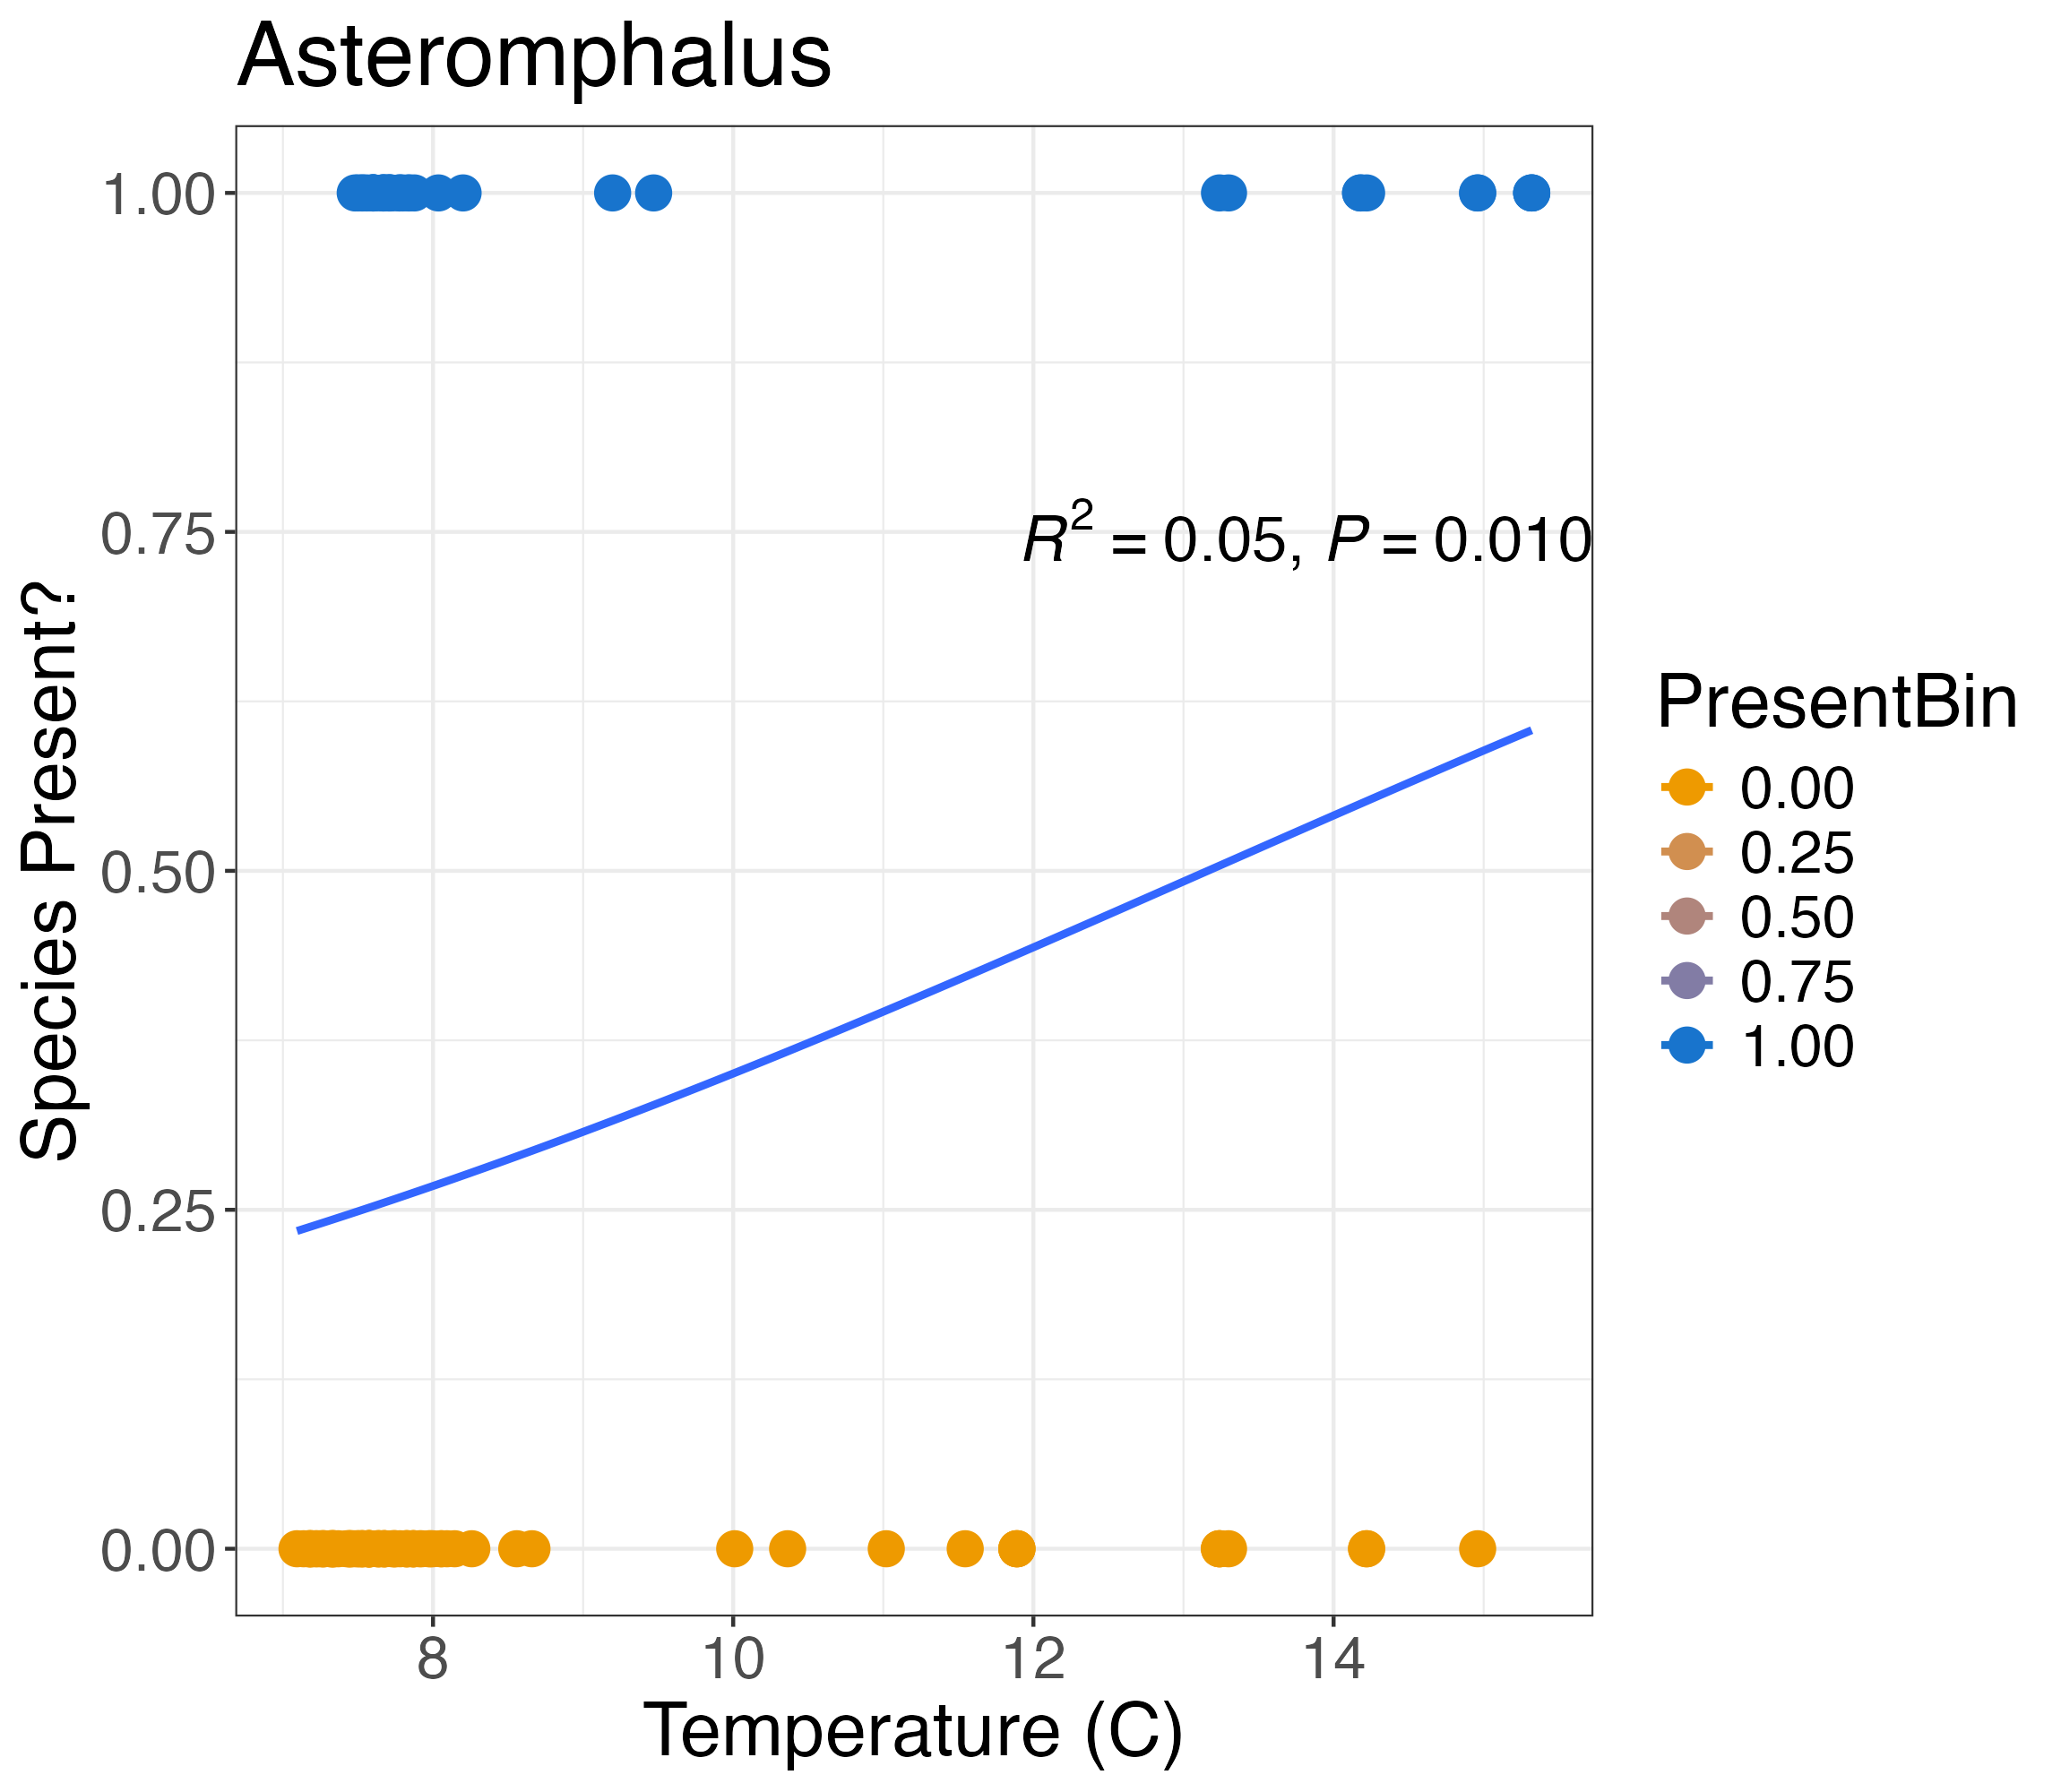 Asteromphalus
1.00
0.75
0.50
0.25
0.00
Species Present?
R² = 0.05, P = 0.010
8 10 12 14
Temperature (C)
PresentBin
0.00
0.25
0.50
0.75
1.00